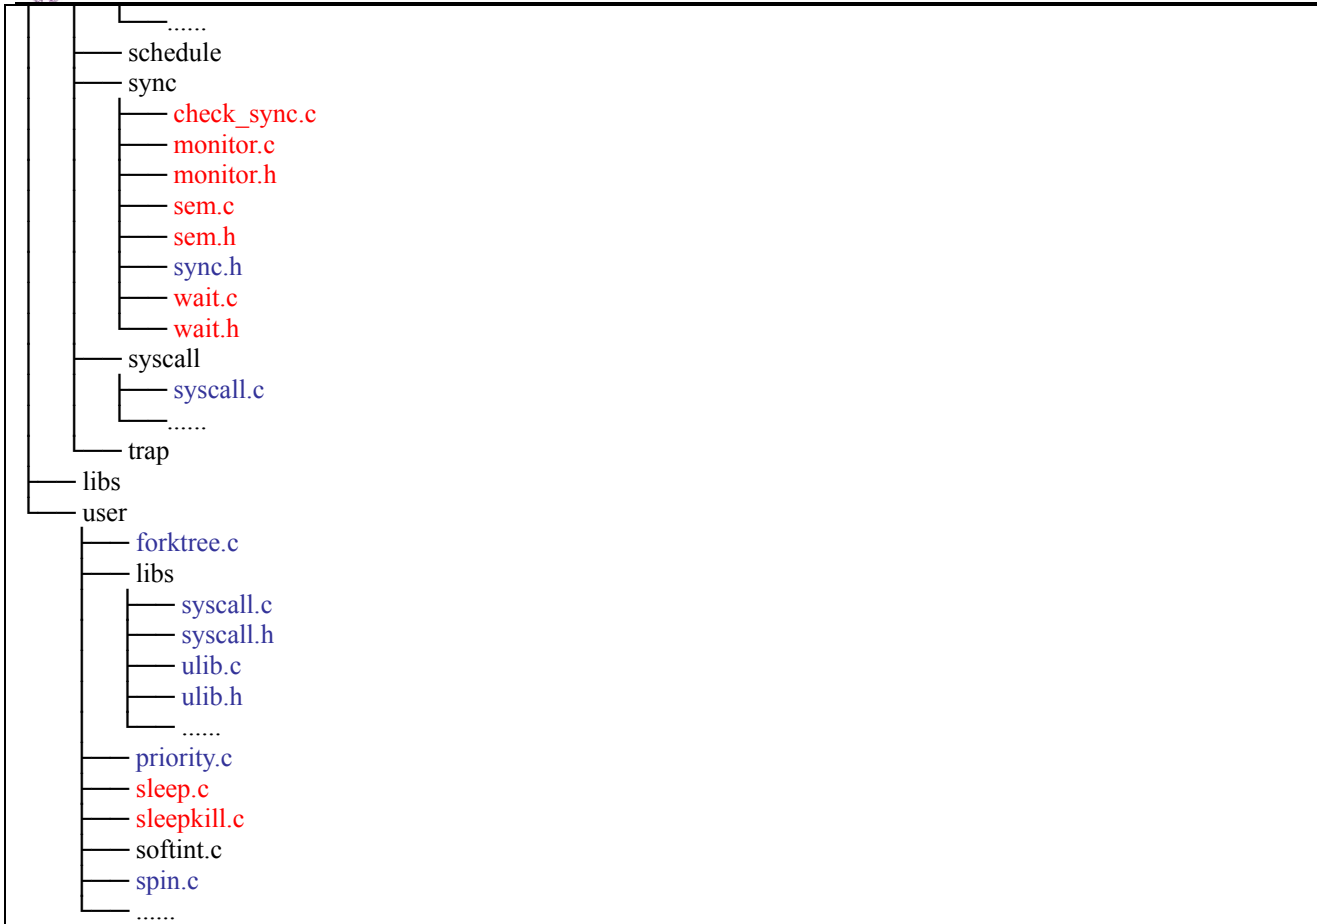 ......
schedule
sync
check_sync.c
monitor.c
monitor.h
sem.c
sem.h
sync.h
wait.c
wait.h
syscall
syscall.c
......
trap
libs
user
forktree.c
libs
syscall.c
syscall.h
ulib.c
ulib.h
......
priority.c
sleep.c
sleepkill.c
softint.c
spin.c
......